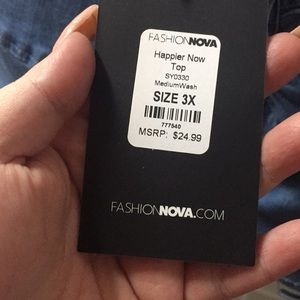 FASHIONNOVA
Happier Now
Top
SY0330
MediumWash
SIZE 3X
777540
MSRP: $24.99
FASHIONNOVA.COM